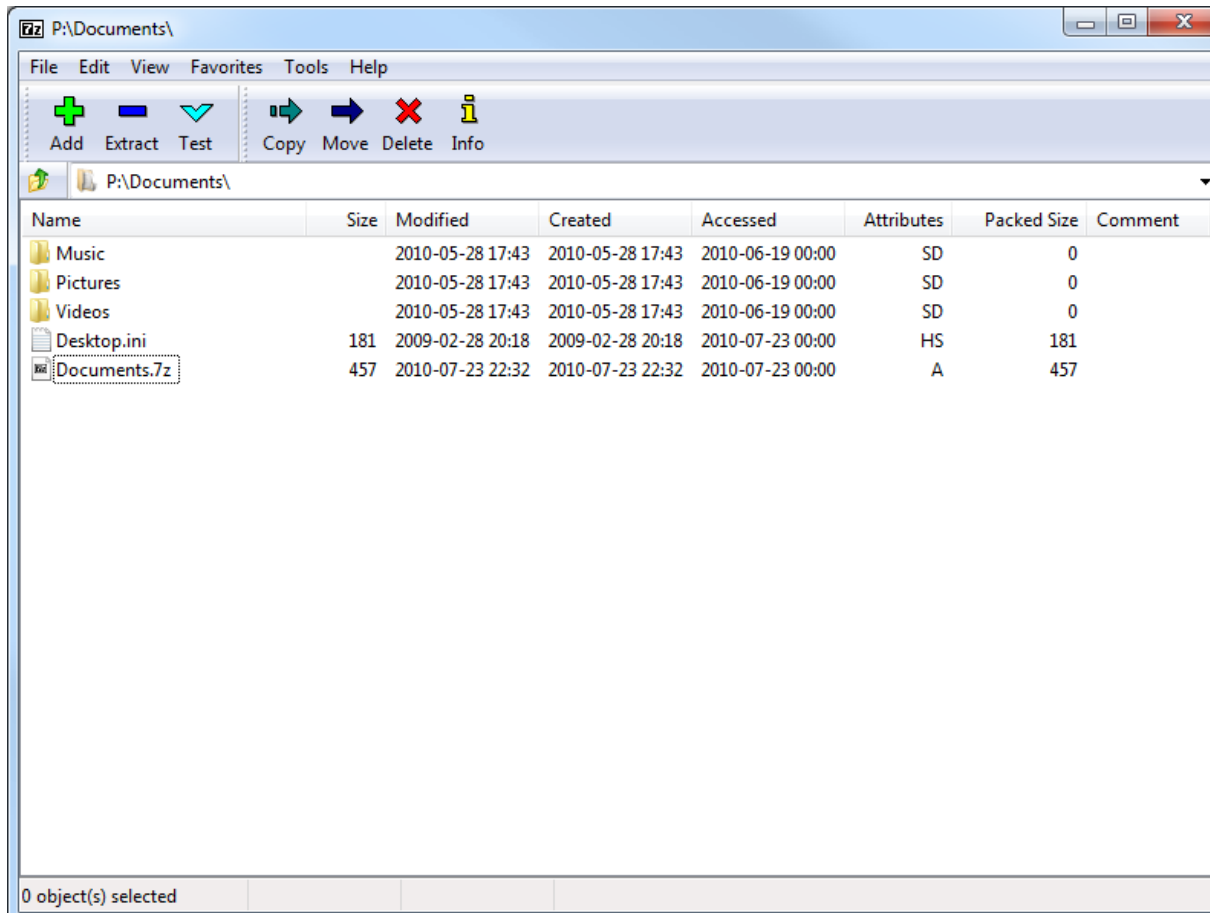 7z P:\Documents\
File Edit View Favorites Tools Help
Add Extract Test Copy Move Delete Info
P:\Documents\
Name Size Modified Created Accessed Attributes Packed Size Comment
Music 2010-05-28 17:43 2010-05-28 17:43 2010-06-19 00:00 SD 0
Pictures 2010-05-28 17:43 2010-05-28 17:43 2010-06-19 00:00 SD 0
Videos 2010-05-28 17:43 2010-05-28 17:43 2010-06-19 00:00 SD 0
Desktop.ini 181 2009-02-28 20:18 2009-02-28 20:18 2010-07-23 00:00 HS 181
Documents.7z 457 2010-07-23 22:32 2010-07-23 22:32 2010-07-23 00:00 A 457
0 object(s) selected